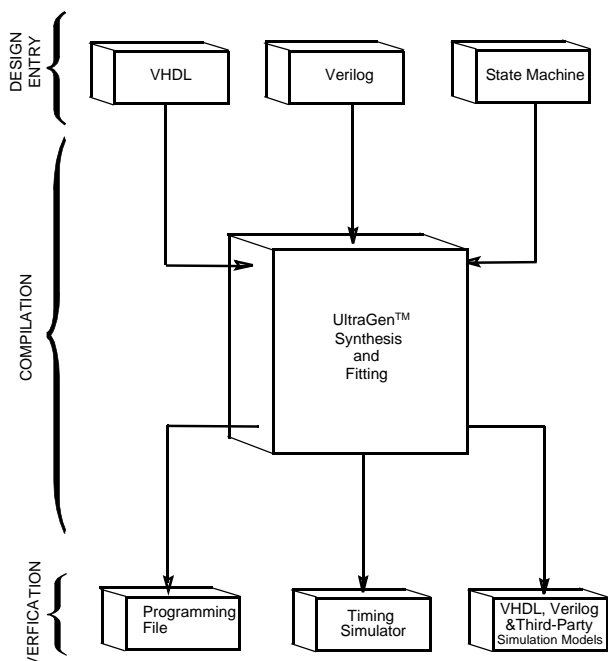 DESIGN
ENTRY
VHDL
Verilog
State Machine
COMPILATION
UltraGen™
Synthesis
and
Fitting
VERFICATION
Programming
File
Timing
Simulator
VHDL, Verilog
&Third-Party
Simulation Models